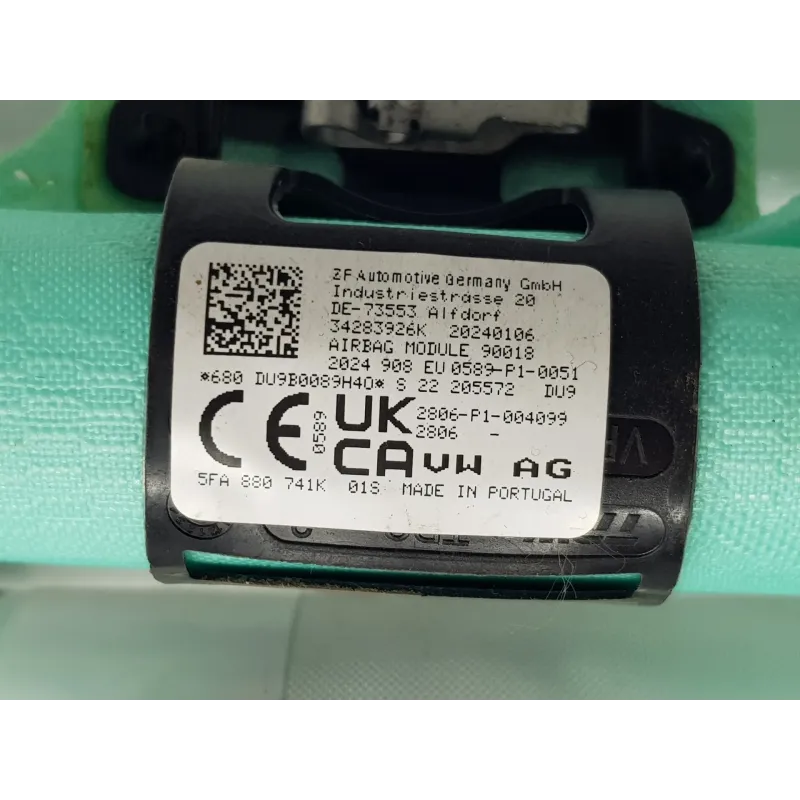 ZF Automotive Germany GmbH
Industriestrasse 20
DE-73553 Alfdorf
34283926K 20240106
AIRBAG MODULE 90018
2024 908 EU 0589-P1-0051
*680 DU9B0089H40* S 22 205572 DU9
CE 0589 UK CA 2806-P1-004099
2806 -
VW AG
5FA 880 741K 01S MADE IN PORTUGAL